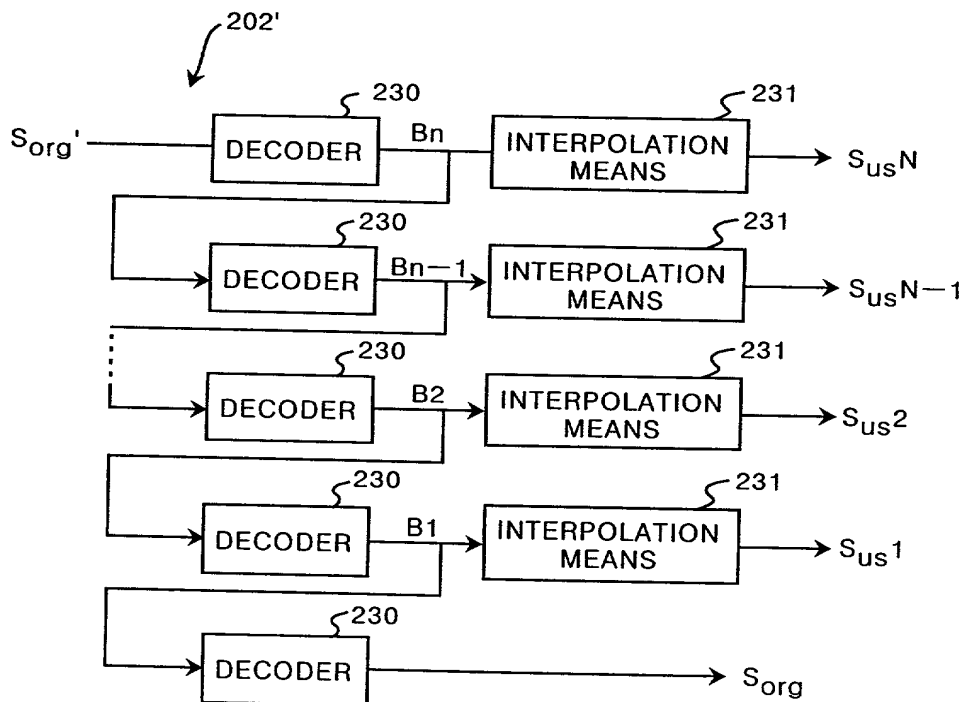 202'
230
231
Sorg'
DECODER
Bn
INTERPOLATION
MEANS
SusN
230
231
DECODER
Bn-1
INTERPOLATION
MEANS
SusN-1
230
231
DECODER
B2
INTERPOLATION
MEANS
Sus2
230
231
DECODER
B1
INTERPOLATION
MEANS
Sus1
230
DECODER
Sorg